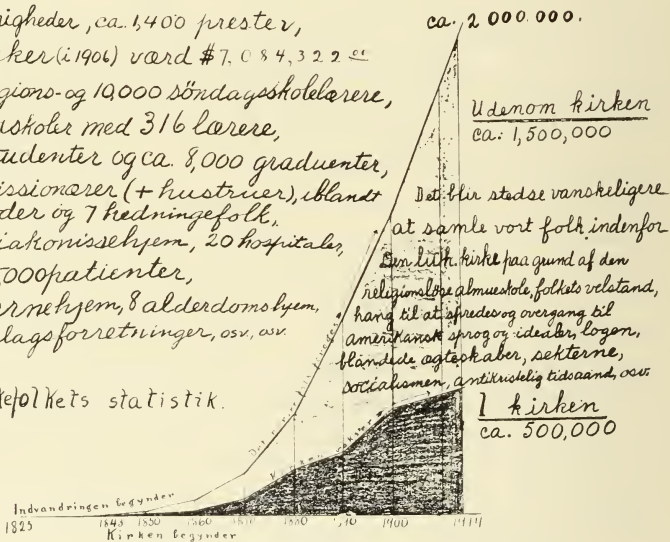 righeder, ca. 1,400 prester,
ker (i 1906) værd $7,084,322 00
gions- og 10,000 söndagsskolelærere,
uskoler med 316 lærere,
tudenter og ca. 8,000 graduenter,
issionærer (+ hustruer), iblandt
der og 7 hedningefolk,
iakonissehjem, 20 hospitaler,
000 patienter,
ernehjem, 8 alderdomshjem,
lagsforretninger, osv., osv.
kefolkets statistik.
ca. 2 000 000.
Udenom kirken
ca. 1,500,000
Det blir stedse vanskeligere
at samle vort folk indenfor
Den luth. kirke paa grund af den
religionsløse almueskole, folkets velstand,
hang til at spredes og overgang til
amerikansk sprog og idealer, logen,
blandede ægteskaber, sekterne,
socialismen, antikristelig tidsaand, osv.
I kirken
ca. 500,000
Indvandringen begynder
1825 1843 1850 1860 1870 1880 1890 1900 1914
Kirken begynder